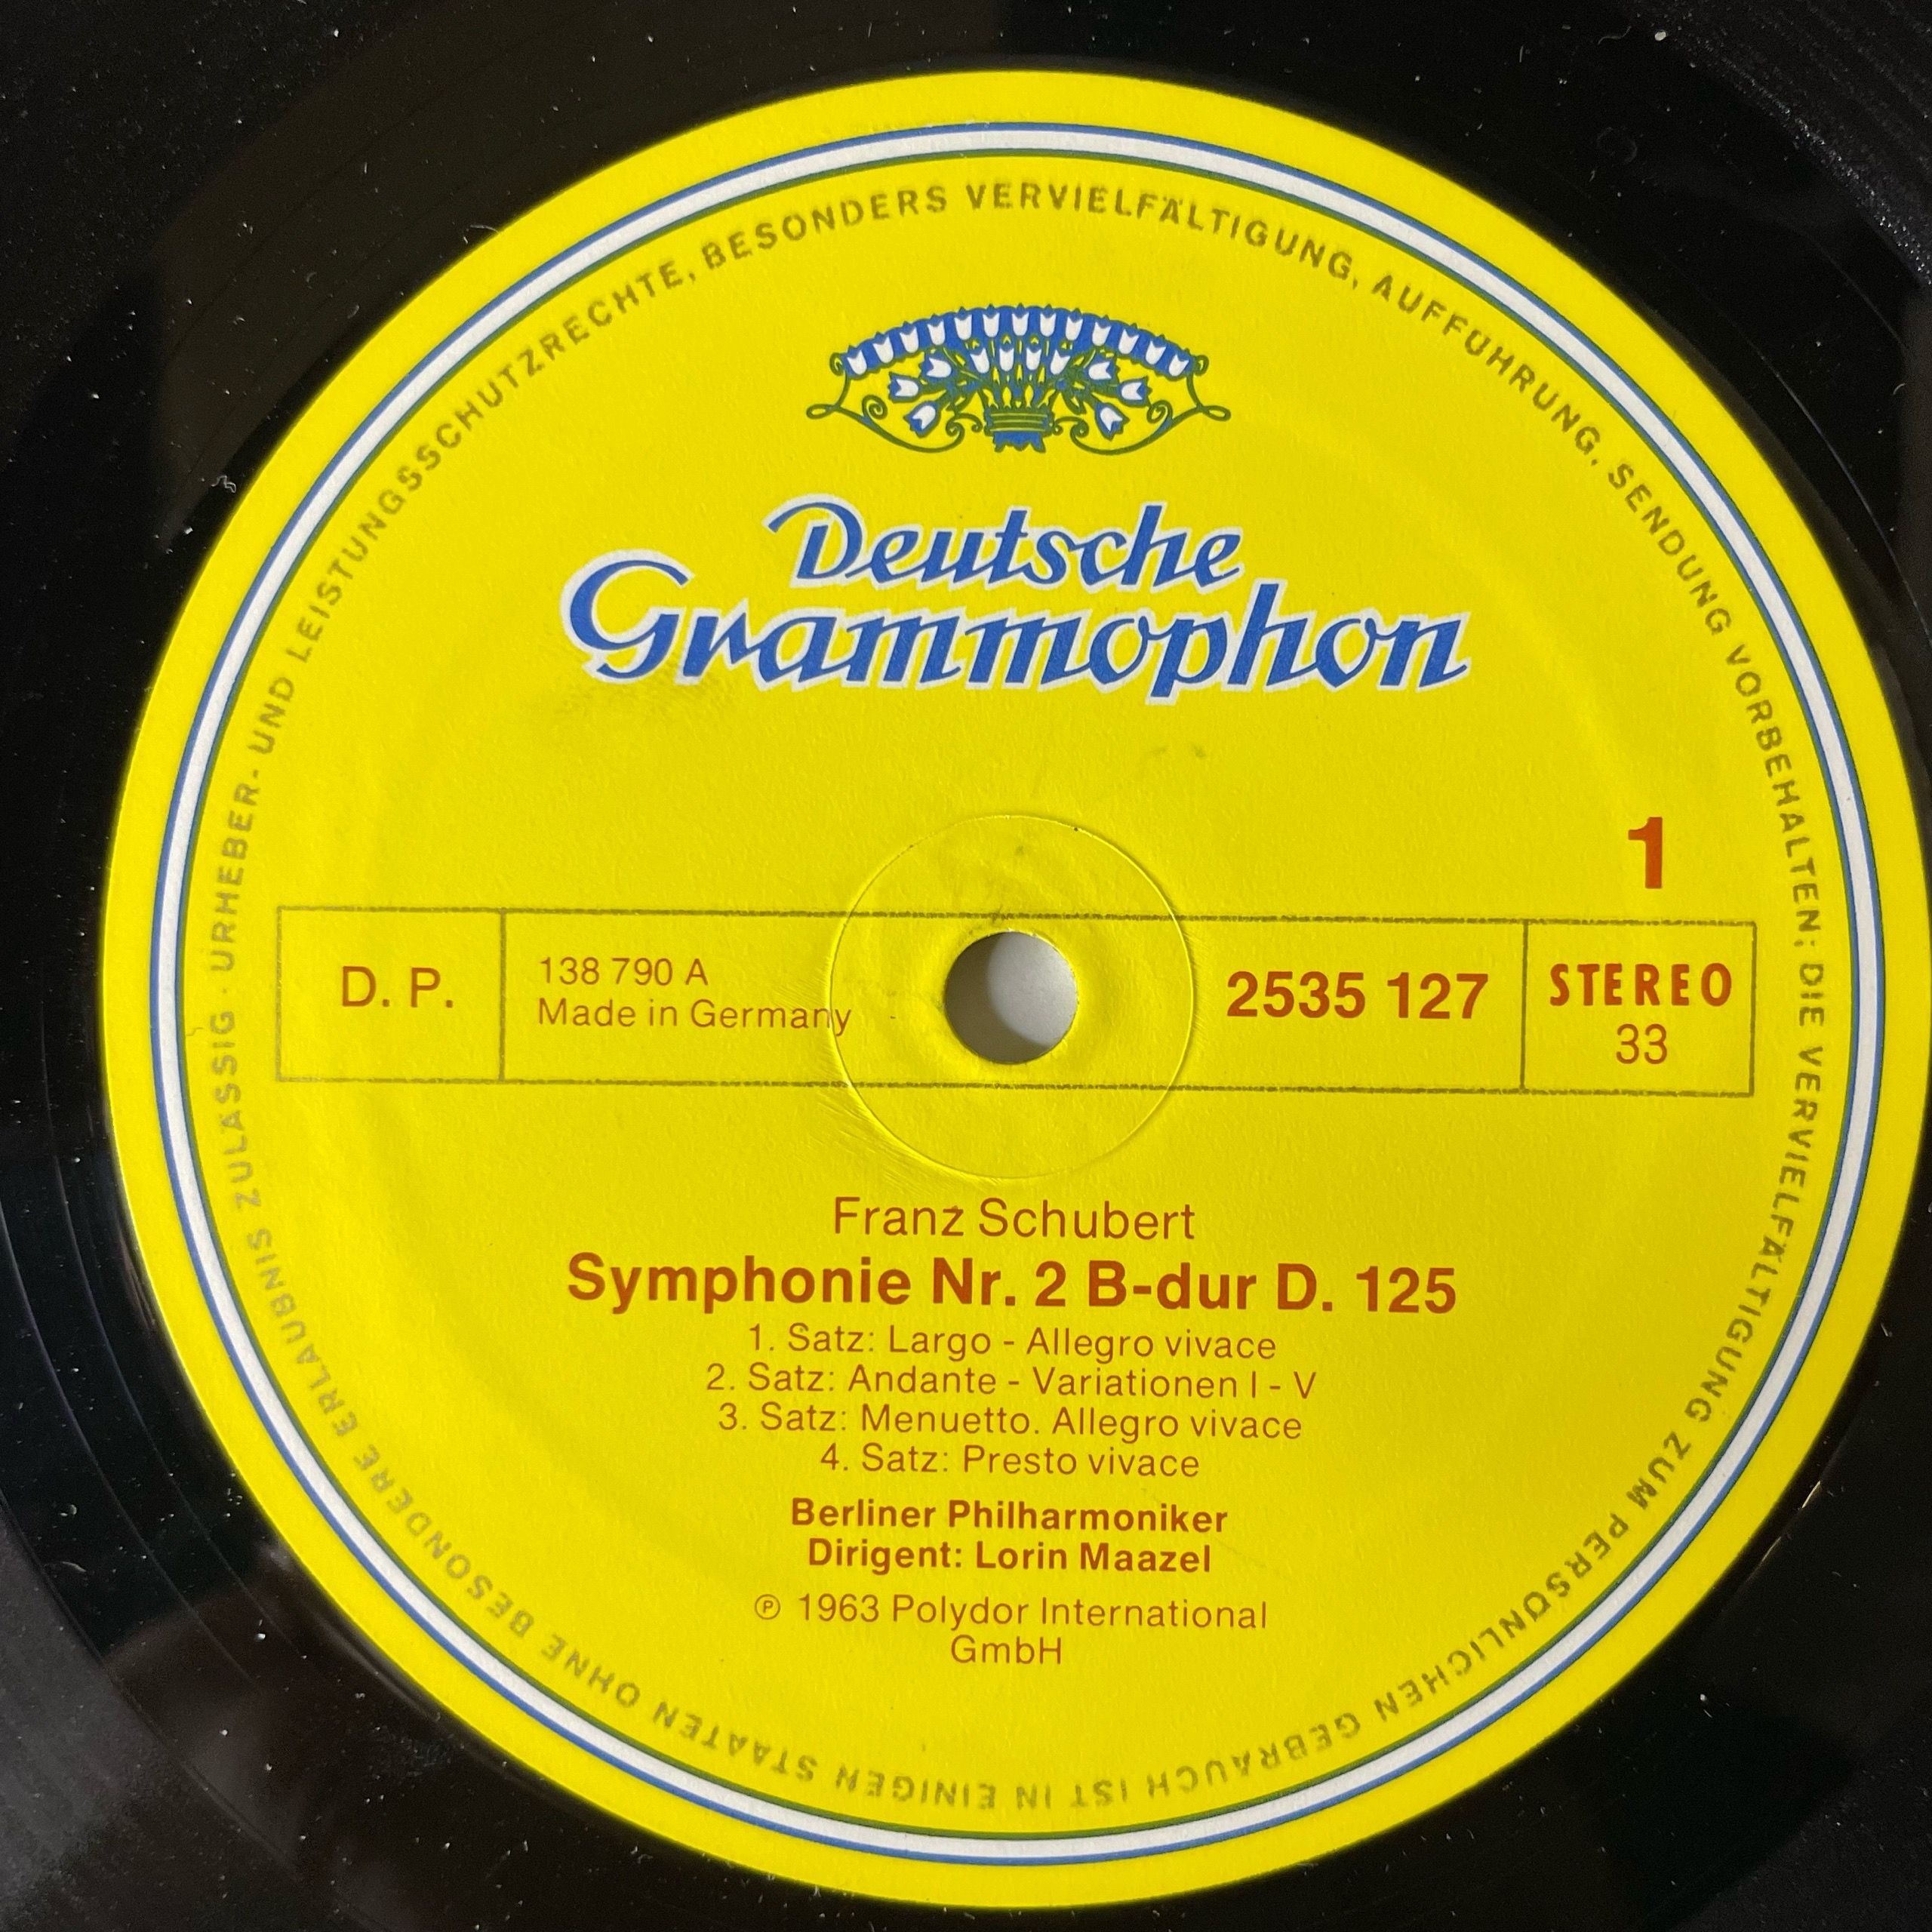 URHEBER- UND LEISTUNGSSCHUTZRECHTE, BESONDERS VERVIELFÄLTIGUNG, AUFFÜHRUNG, SENDUNG VORBEHALTEN; DIE VERVIELFÄLTIGUNG ZUM PERSÖNLICHEN GEBRAUCH IST IN EINIGEN STAATEN OHNE BESONDERE ERLAUBNIS ZULÄSSIG ·
Deutsche
Grammophon
1
D. P.
138 790 A
Made in Germany
2535 127
STEREO
33
Franz Schubert
Symphonie Nr. 2 B-dur D. 125
1. Satz: Largo - Allegro vivace
2. Satz: Andante - Variationen I - V
3. Satz: Menuetto. Allegro vivace
4. Satz: Presto vivace
Berliner Philharmoniker
Dirigent: Lorin Maazel
℗ 1963 Polydor International
GmbH